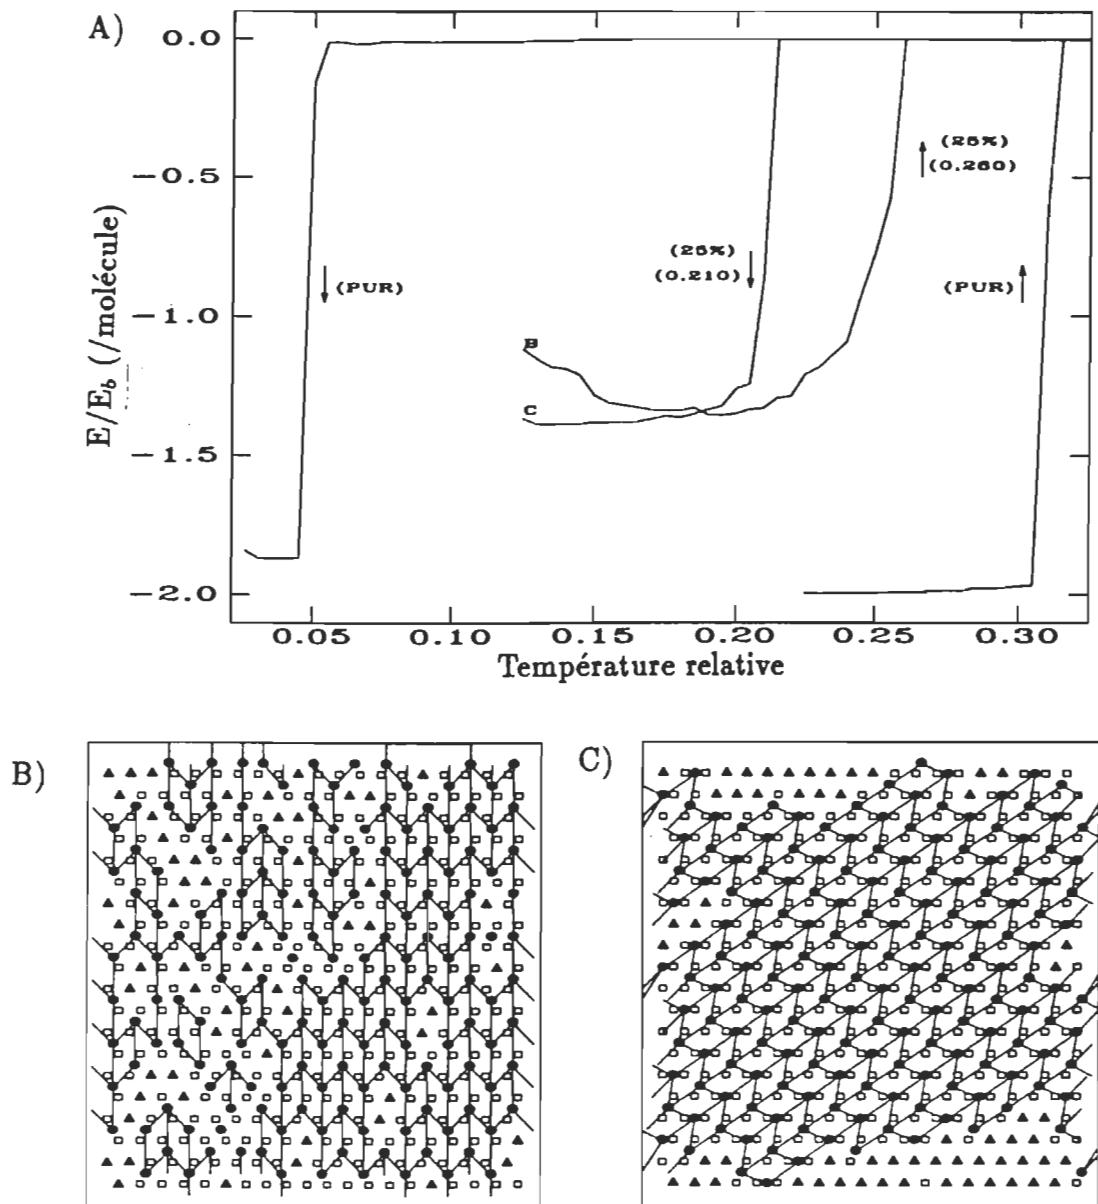 A)
0.0
-0.5
-1.0
-1.5
-2.0
E/E_b (/molécule)
(PUR)
(25%)
(0.210)
(25%)
(0.260)
(PUR)
B
C
0.05 0.10 0.15 0.20 0.25 0.30
Température relative
B)
C)